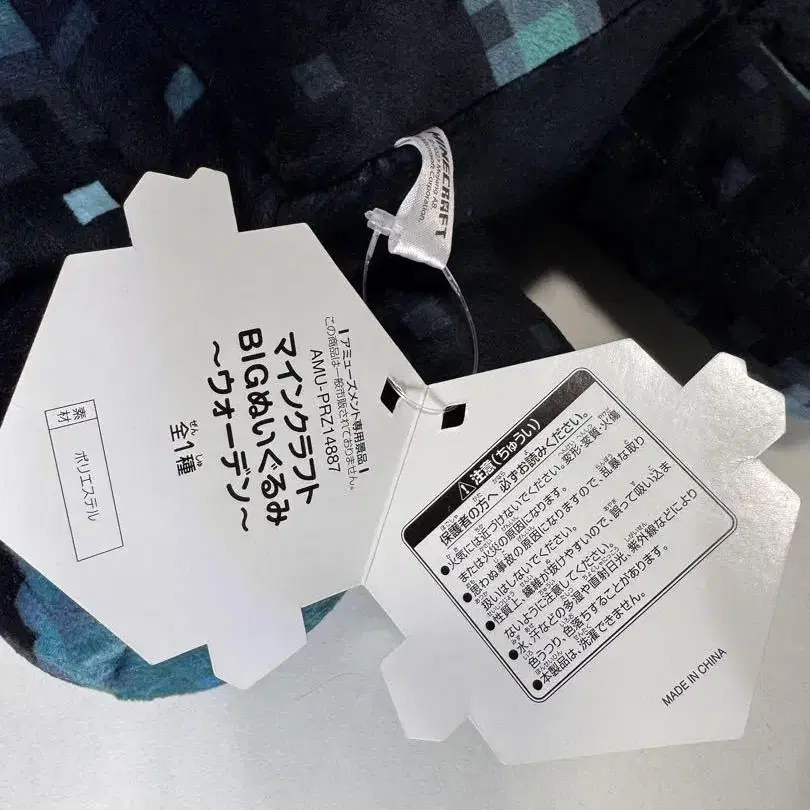 MINECRAFT
Mojang AB.
Corporation.
アミューズメント専用景品
この商品は一般市販されておりません。
AMU-PRZ14887
マインクラフト
BIGぬいぐるみ
～ウォーデン～
全1種
ぜん しゅ
素材
ポリエステル
注意(ちゅうい)
保護者の方へ 必ずお読みください。
●火気には近づけないでください。変形・変質・火傷
または火災の原因になります。
●思わぬ事故の原因になりますので、乱暴な取り
扱いはしないでください。
●性質上、繊維が抜けやすいので、誤って吸い込ま
ないように注意してください。
●水、汗などの多湿や直射日光、紫外線などにより
色うつり、色落ちすることがあります。
●本製品は、洗濯できません。
MADE IN CHINA